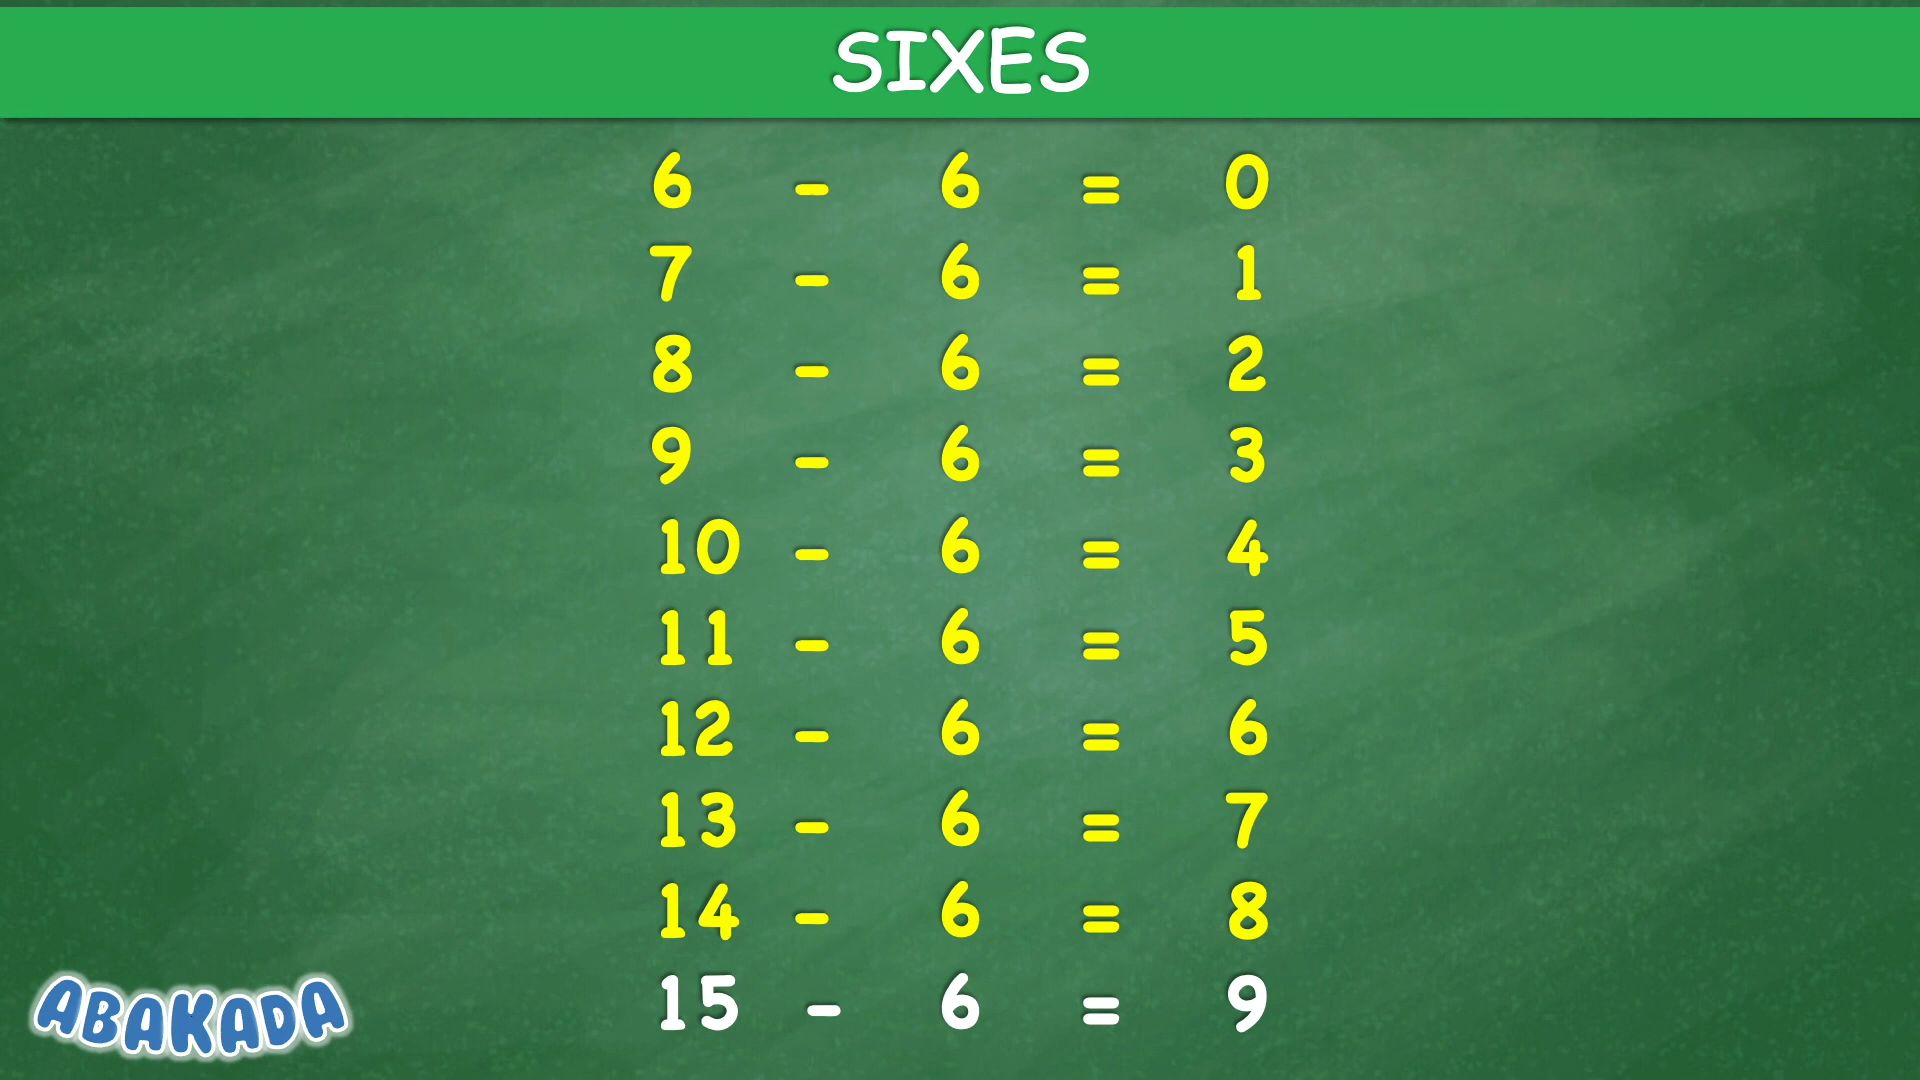 SIXES
6 - 6 = 0
7 - 6 = 1
8 - 6 = 2
9 - 6 = 3
10 - 6 = 4
11 - 6 = 5
12 - 6 = 6
13 - 6 = 7
14 - 6 = 8
15 - 6 = 9
ABAKADA